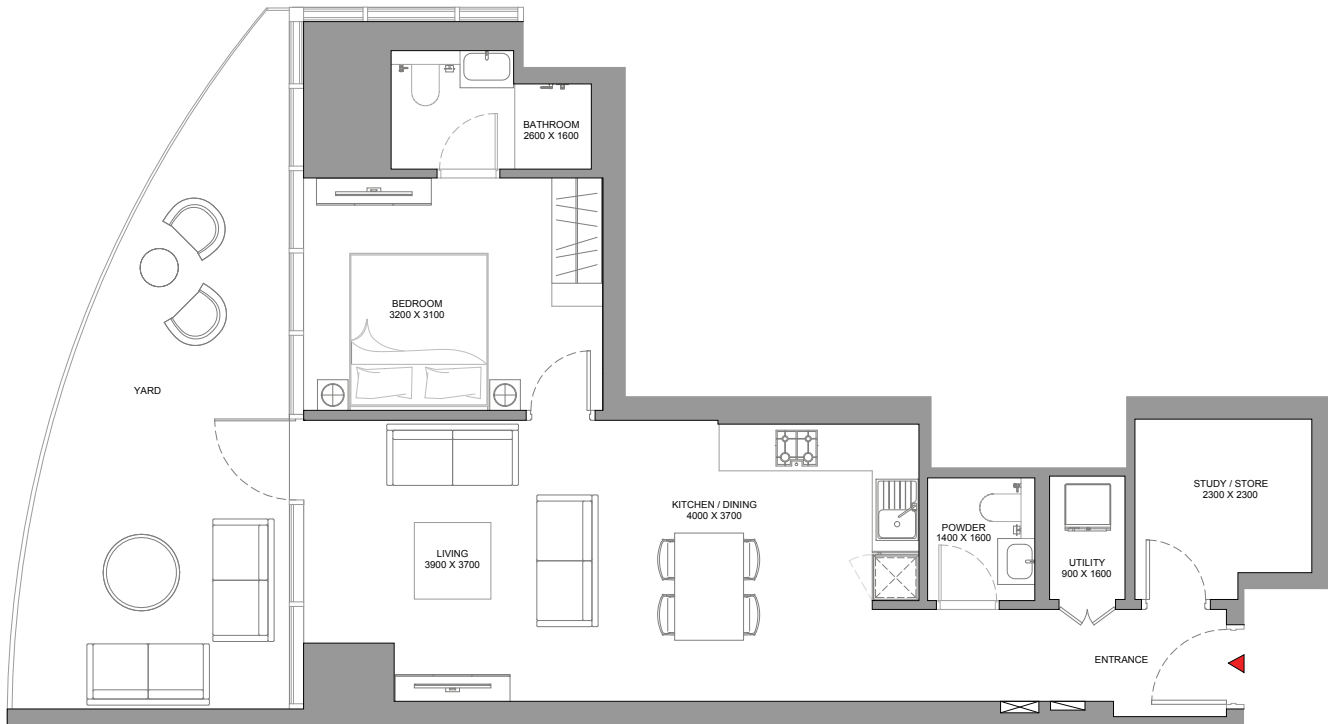 BATHROOM
2600 X 1600
BEDROOM
3200 X 3100
YARD
KITCHEN / DINING
4000 X 3700
STUDY / STORE
2300 X 2300
POWDER
1400 X 1600
LIVING
3900 X 3700
UTILITY
900 X 1600
ENTRANCE